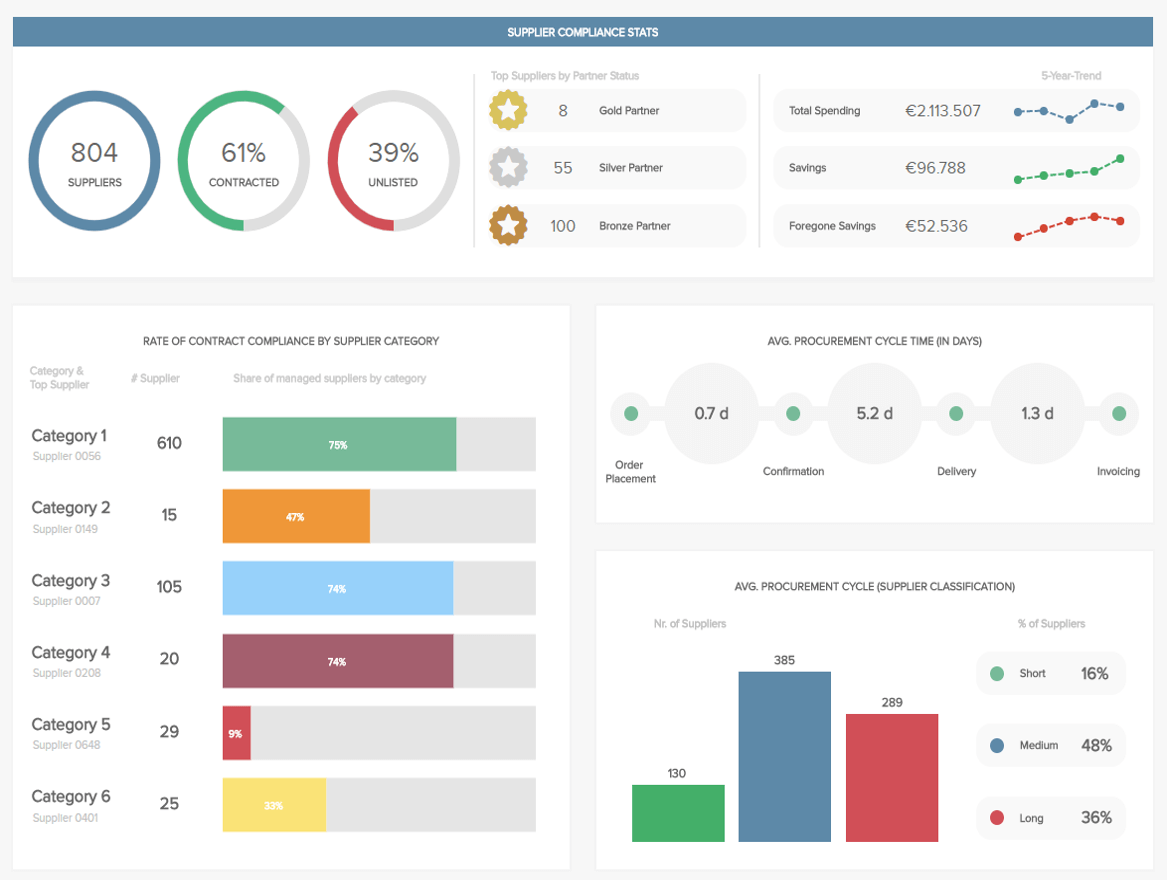 SUPPLIER COMPLIANCE STATS
804
SUPPLIERS
61%
CONTRACTED
39%
UNLISTED
Top Suppliers by Partner Status
8 Gold Partner
55 Silver Partner
100 Bronze Partner
5-Year-Trend
Total Spending €2.113.507
Savings €96.788
Foregone Savings €52.536
RATE OF CONTRACT COMPLIANCE BY SUPPLIER CATEGORY
Category &
Top Supplier
# Supplier
Share of managed suppliers by category
Category 1
Supplier 0056
610
75%
Category 2
Supplier 0149
15
47%
Category 3
Supplier 0007
105
74%
Category 4
Supplier 0208
20
74%
Category 5
Supplier 0648
29
9%
Category 6
Supplier 0401
25
33%
AVG. PROCUREMENT CYCLE TIME (IN DAYS)
0.7 d
5.2 d
1.3 d
Order
Placement
Confirmation
Delivery
Invoicing
AVG. PROCUREMENT CYCLE (SUPPLIER CLASSIFICATION)
Nr. of Suppliers
130
385
289
% of Suppliers
Short 16%
Medium 48%
Long 36%